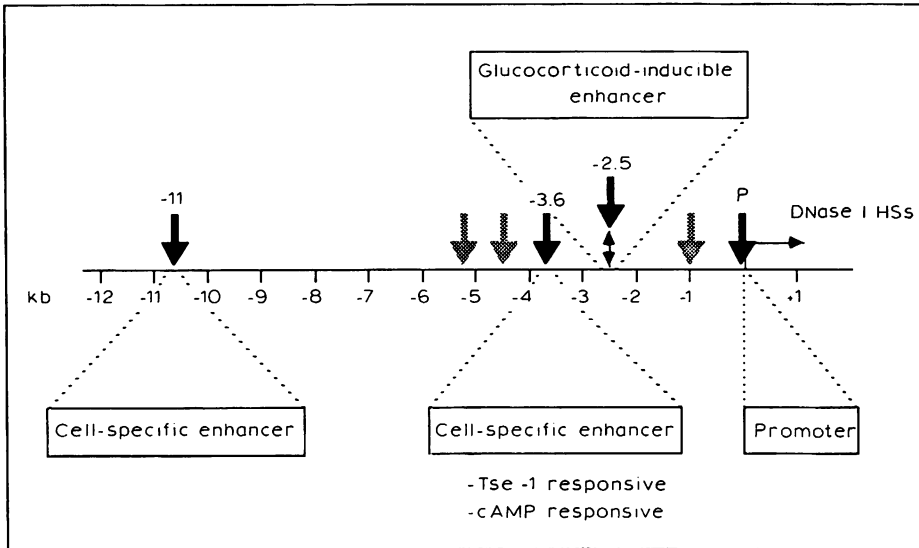 Glucocorticoid-inducible
enhancer
-2.5
-11
-3.6
P
DNase I HSs
kb
-12 -11 -10 -9 -8 -7 -6 -5 -4 -3 -2 -1 +1
Cell-specific enhancer
Cell-specific enhancer
Promoter
-Tse -1 responsive
-cAMP responsive